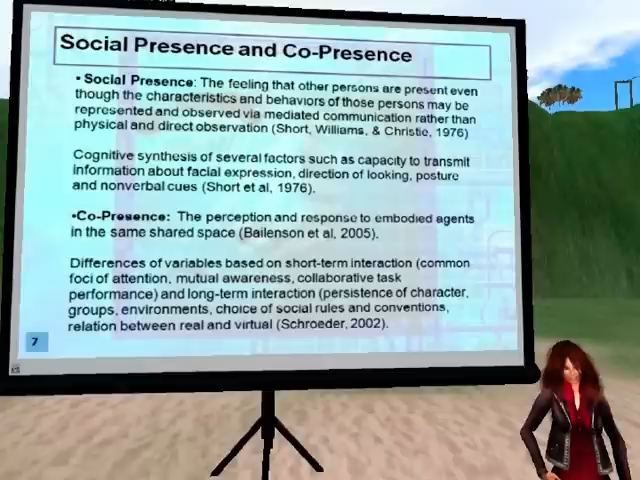 Social Presence and Co-Presence
• Social Presence: The feeling that other persons are present even
though the characteristics and behaviors of those persons may be
represented and observed via mediated communication rather than
physical and direct observation (Short, Williams, & Christie, 1976)
Cognitive synthesis of several factors such as capacity to transmit
information about facial expression, direction of looking, posture
and nonverbal cues (Short et al, 1976).
•Co-Presence: The perception and response to embodied agents
in the same shared space (Bailenson et al, 2005).
Differences of variables based on short-term interaction (common
foci of attention, mutual awareness, collaborative task
performance) and long-term interaction (persistence of character,
groups, environments, choice of social rules and conventions,
relation between real and virtual (Schroeder, 2002).
7